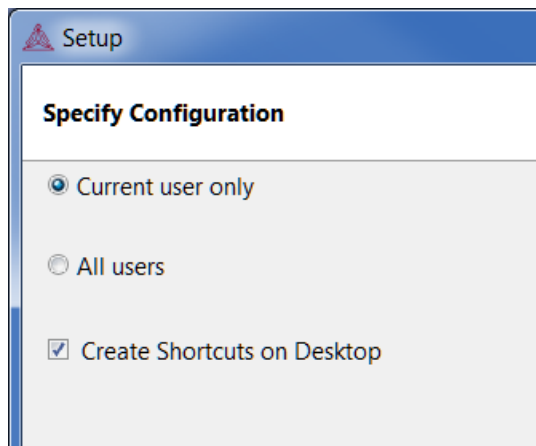 Setup
Specify Configuration
Current user only
All users
Create Shortcuts on Desktop